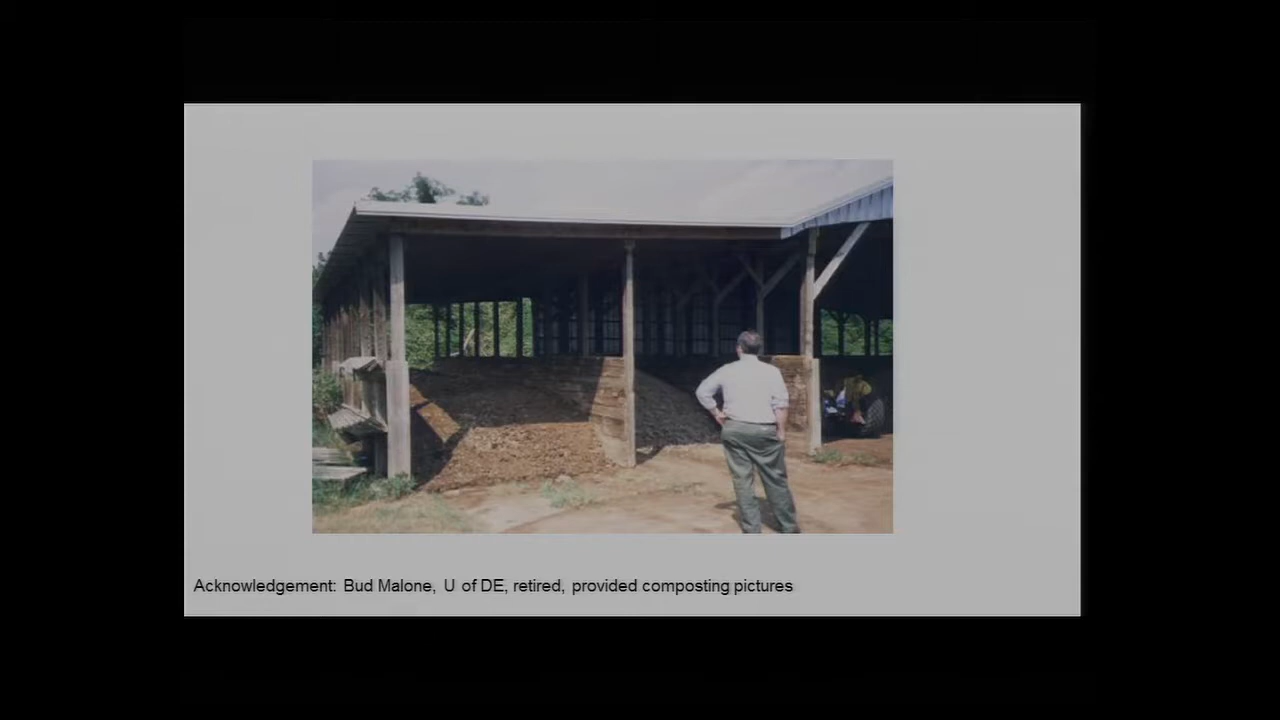 Acknowledgement: Bud Malone, U of DE, retired, provided composting pictures